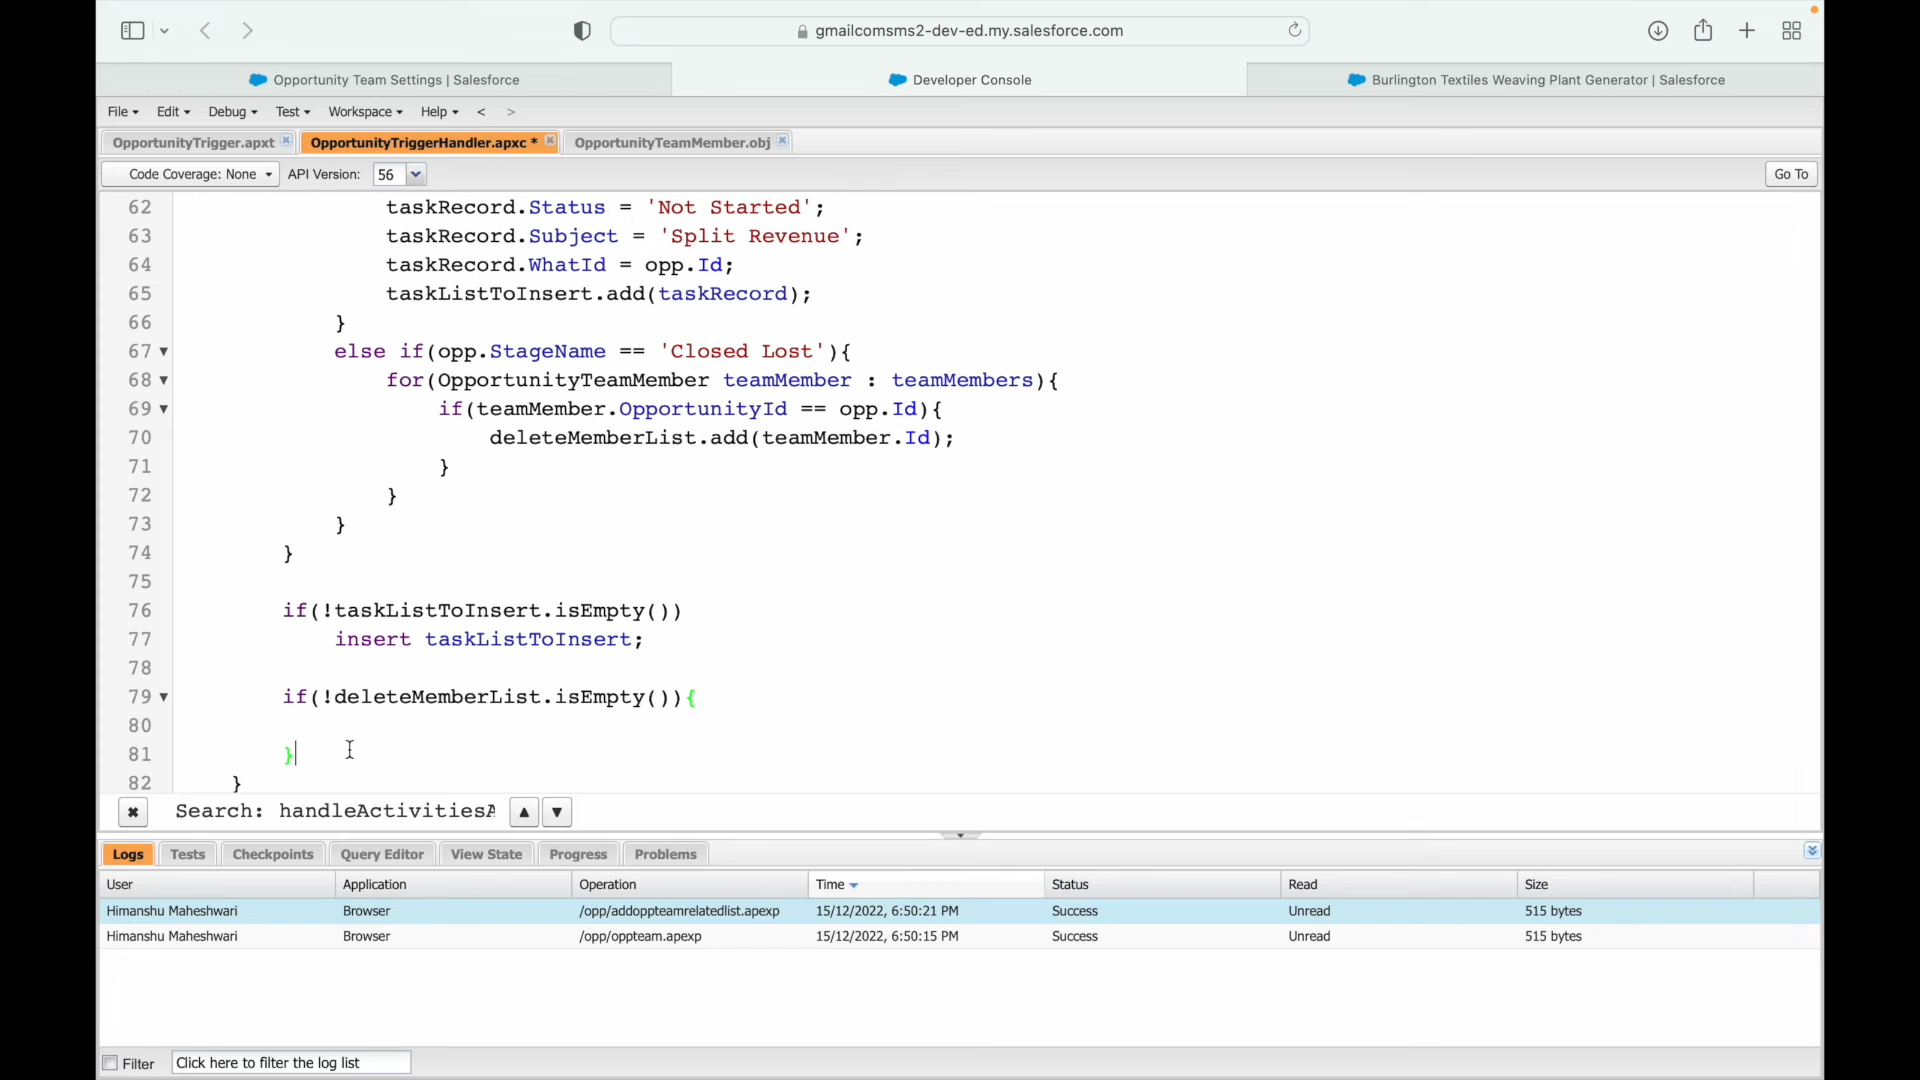 gmailcomsms2-dev-ed.my.salesforce.com
Opportunity Team Settings | Salesforce
Developer Console
Burlington Textiles Weaving Plant Generator | Salesforce
File Edit Debug Test Workspace Help < >
OpportunityTrigger.apxt OpportunityTriggerHandler.apxc * OpportunityTeamMember.obj
Code Coverage: None API Version: 56 Go To
62 taskRecord.Status = 'Not Started';
63 taskRecord.Subject = 'Split Revenue';
64 taskRecord.WhatId = opp.Id;
65 taskListToInsert.add(taskRecord);
66 }
67 else if(opp.StageName == 'Closed Lost'){
68 for(OpportunityTeamMember teamMember : teamMembers){
69 if(teamMember.OpportunityId == opp.Id){
70 deleteMemberList.add(teamMember.Id);
71 }
72 }
73 }
74 }
75
76 if(!taskListToInsert.isEmpty())
77 insert taskListToInsert;
78
79 if(!deleteMemberList.isEmpty()){
80
81 }
82 }
Search: handleActivitiesA
Logs Tests Checkpoints Query Editor View State Progress Problems
User Application Operation Time Status Read Size
Himanshu Maheshwari Browser /opp/addoppteamrelatedlist.apexp 15/12/2022, 6:50:21 PM Success Unread 515 bytes
Himanshu Maheshwari Browser /opp/oppteam.apexp 15/12/2022, 6:50:15 PM Success Unread 515 bytes
Filter Click here to filter the log list